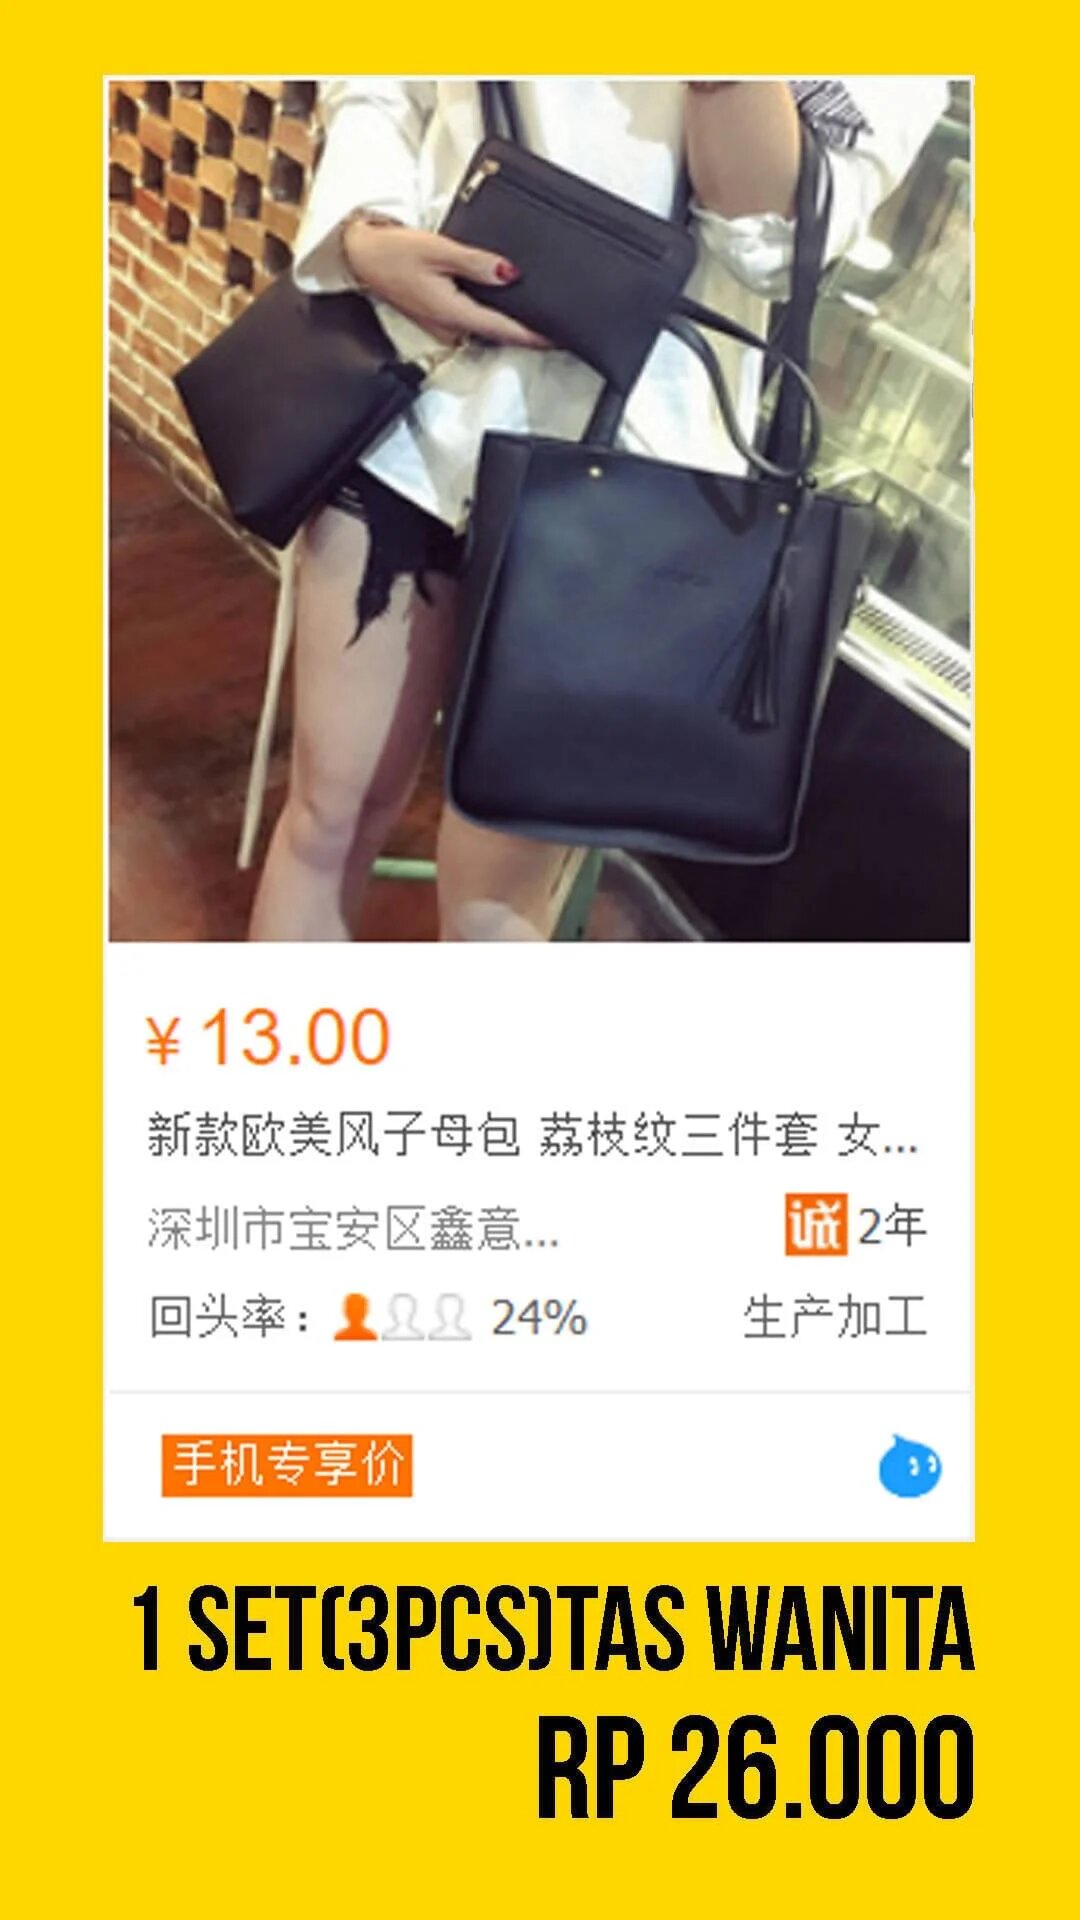 ¥ 13.00
新款欧美风子母包 荔枝纹三件套 女...
深圳市宝安区鑫意...
诚 2年
回头率： 24%
生产加工
手机专享价
1 SET(3PCS)TAS WANITA
RP 26.000